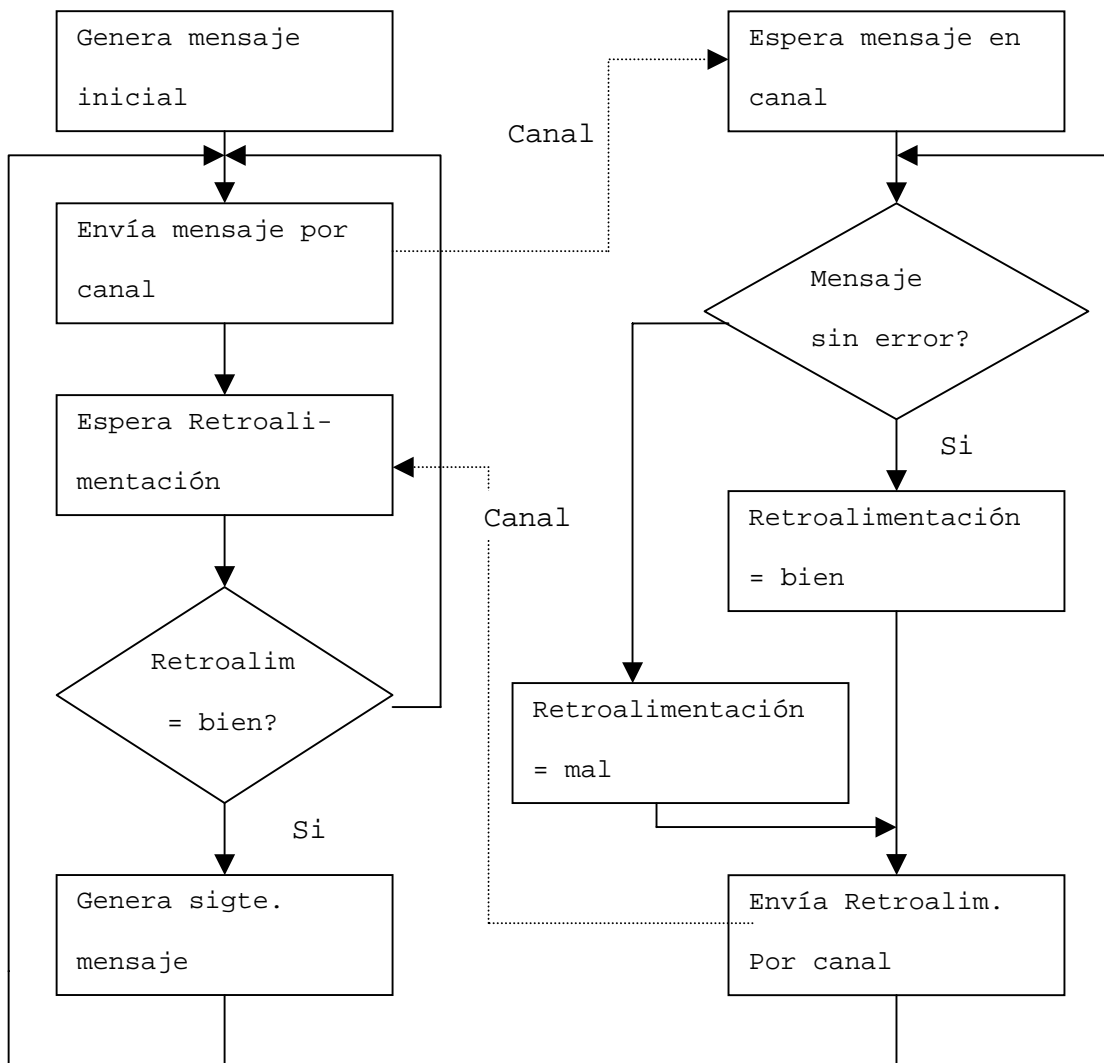 Genera mensaje
inicial
Envía mensaje por
canal
Espera Retroali-
mentación
Retroalim
= bien?
Si
Genera sigte.
mensaje
Canal
Canal
Espera mensaje en
canal
Mensaje
sin error?
Si
Retroalimentación
= bien
Retroalimentación
= mal
Envía Retroalim.
Por canal